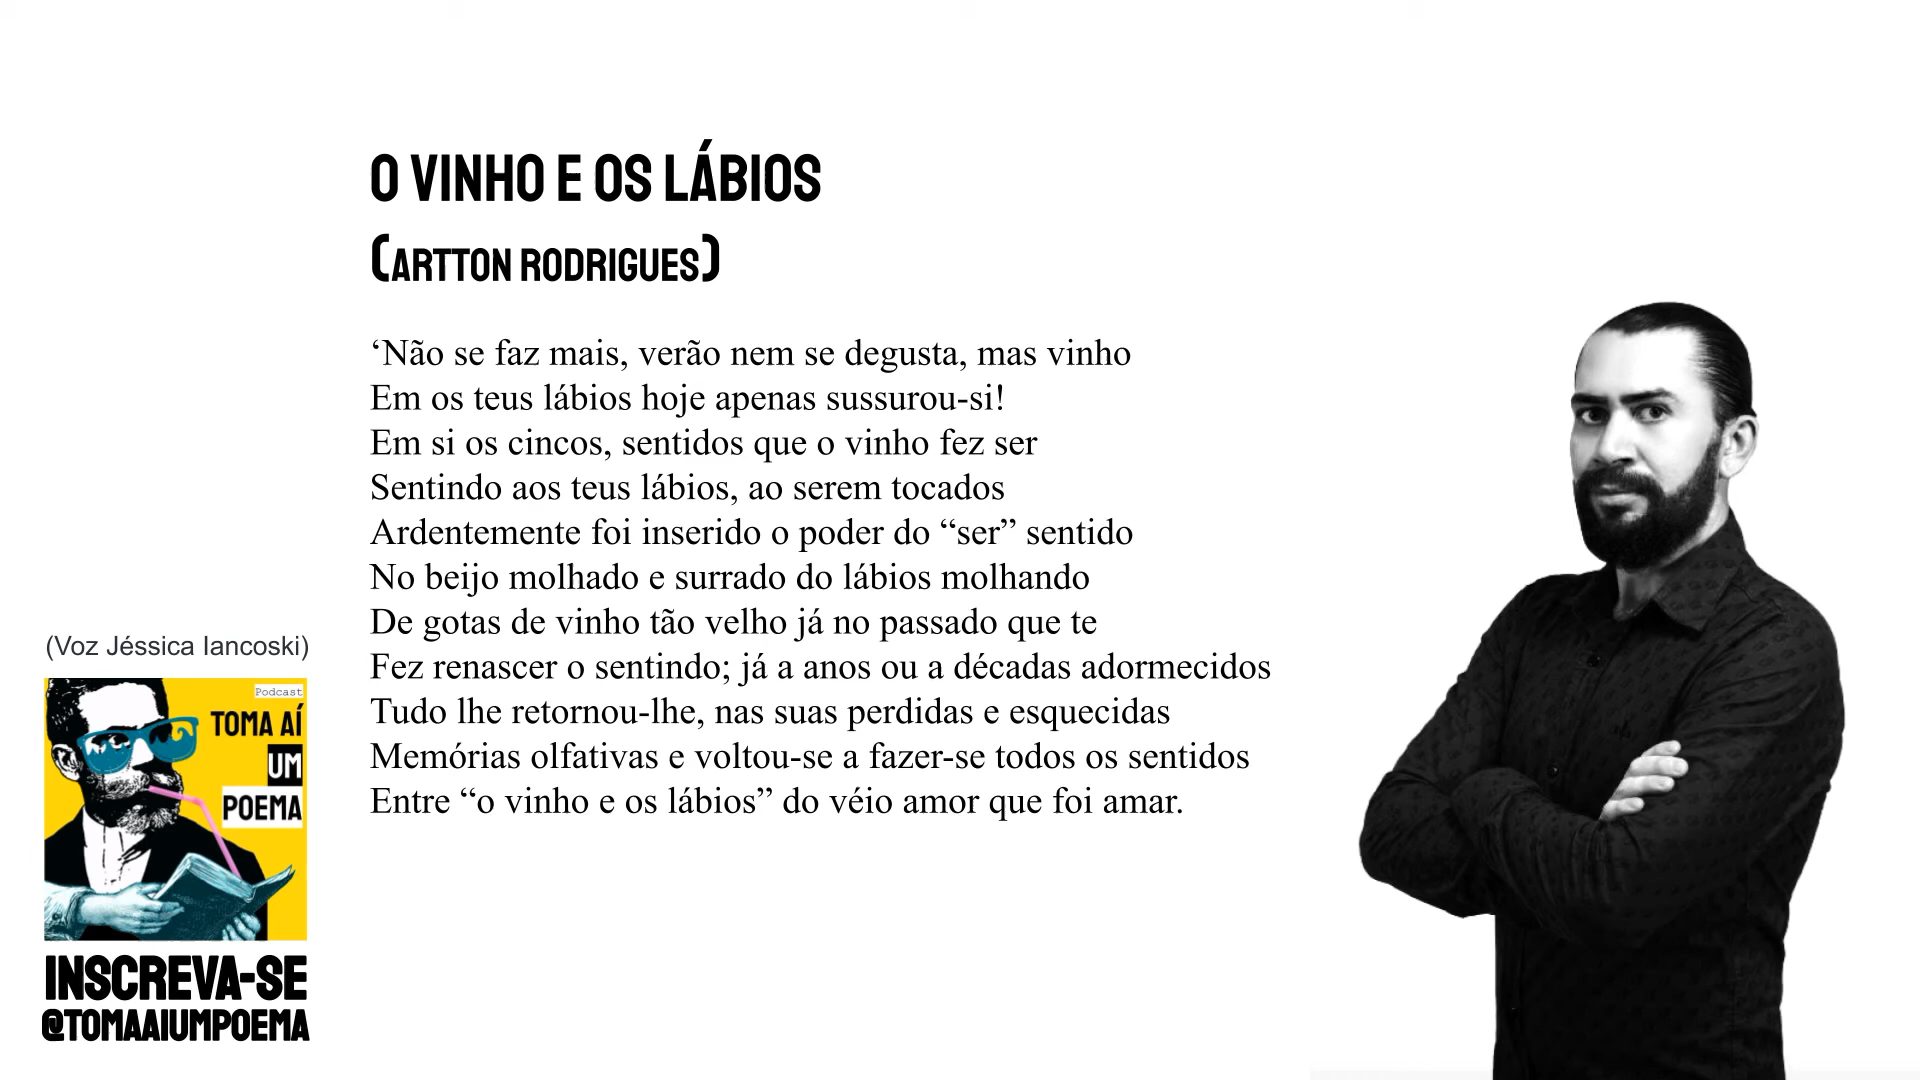 O VINHO E OS LÁBIOS
(ARTTON RODRIGUES)
‘Não se faz mais, verão nem se degusta, mas vinho
Em os teus lábios hoje apenas sussurou-si!
Em si os cincos, sentidos que o vinho fez ser
Sentindo aos teus lábios, ao serem tocados
Ardentemente foi inserido o poder do “ser” sentido
No beijo molhado e surrado do lábios molhando
De gotas de vinho tão velho já no passado que te
Fez renascer o sentindo; já a anos ou a décadas adormecidos
Tudo lhe retornou-lhe, nas suas perdidas e esquecidas
Memórias olfativas e voltou-se a fazer-se todos os sentidos
Entre “o vinho e os lábios” do véio amor que foi amar.
(Voz Jéssica Iancoski)
Podcast
TOMA AÍ
UM
POEMA
INSCREVA-SE
@TOMAAIUMPOEMA